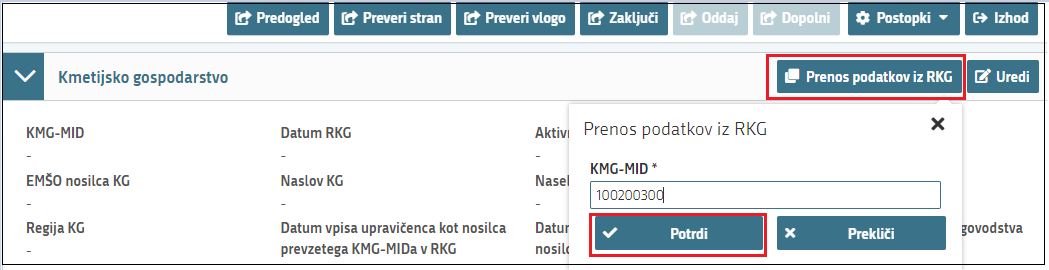 Predogled Preveri stran Preveri vlogo Zaključi Oddaj Dopolni Postopki Izhod
Kmetijsko gospodarstvo Prenos podatkov iz RKG Uredi
Prenos podatkov iz RKG
KMG-MID Datum RKG
- -
KMG-MID *
EMŠO nosilca KG Naslov KG
100200300
- -
Regija KG Datum vpisa upravičenca kot nosilca
prevzetega KMG-MIDa v RKG
-
Potrdi Prekliči